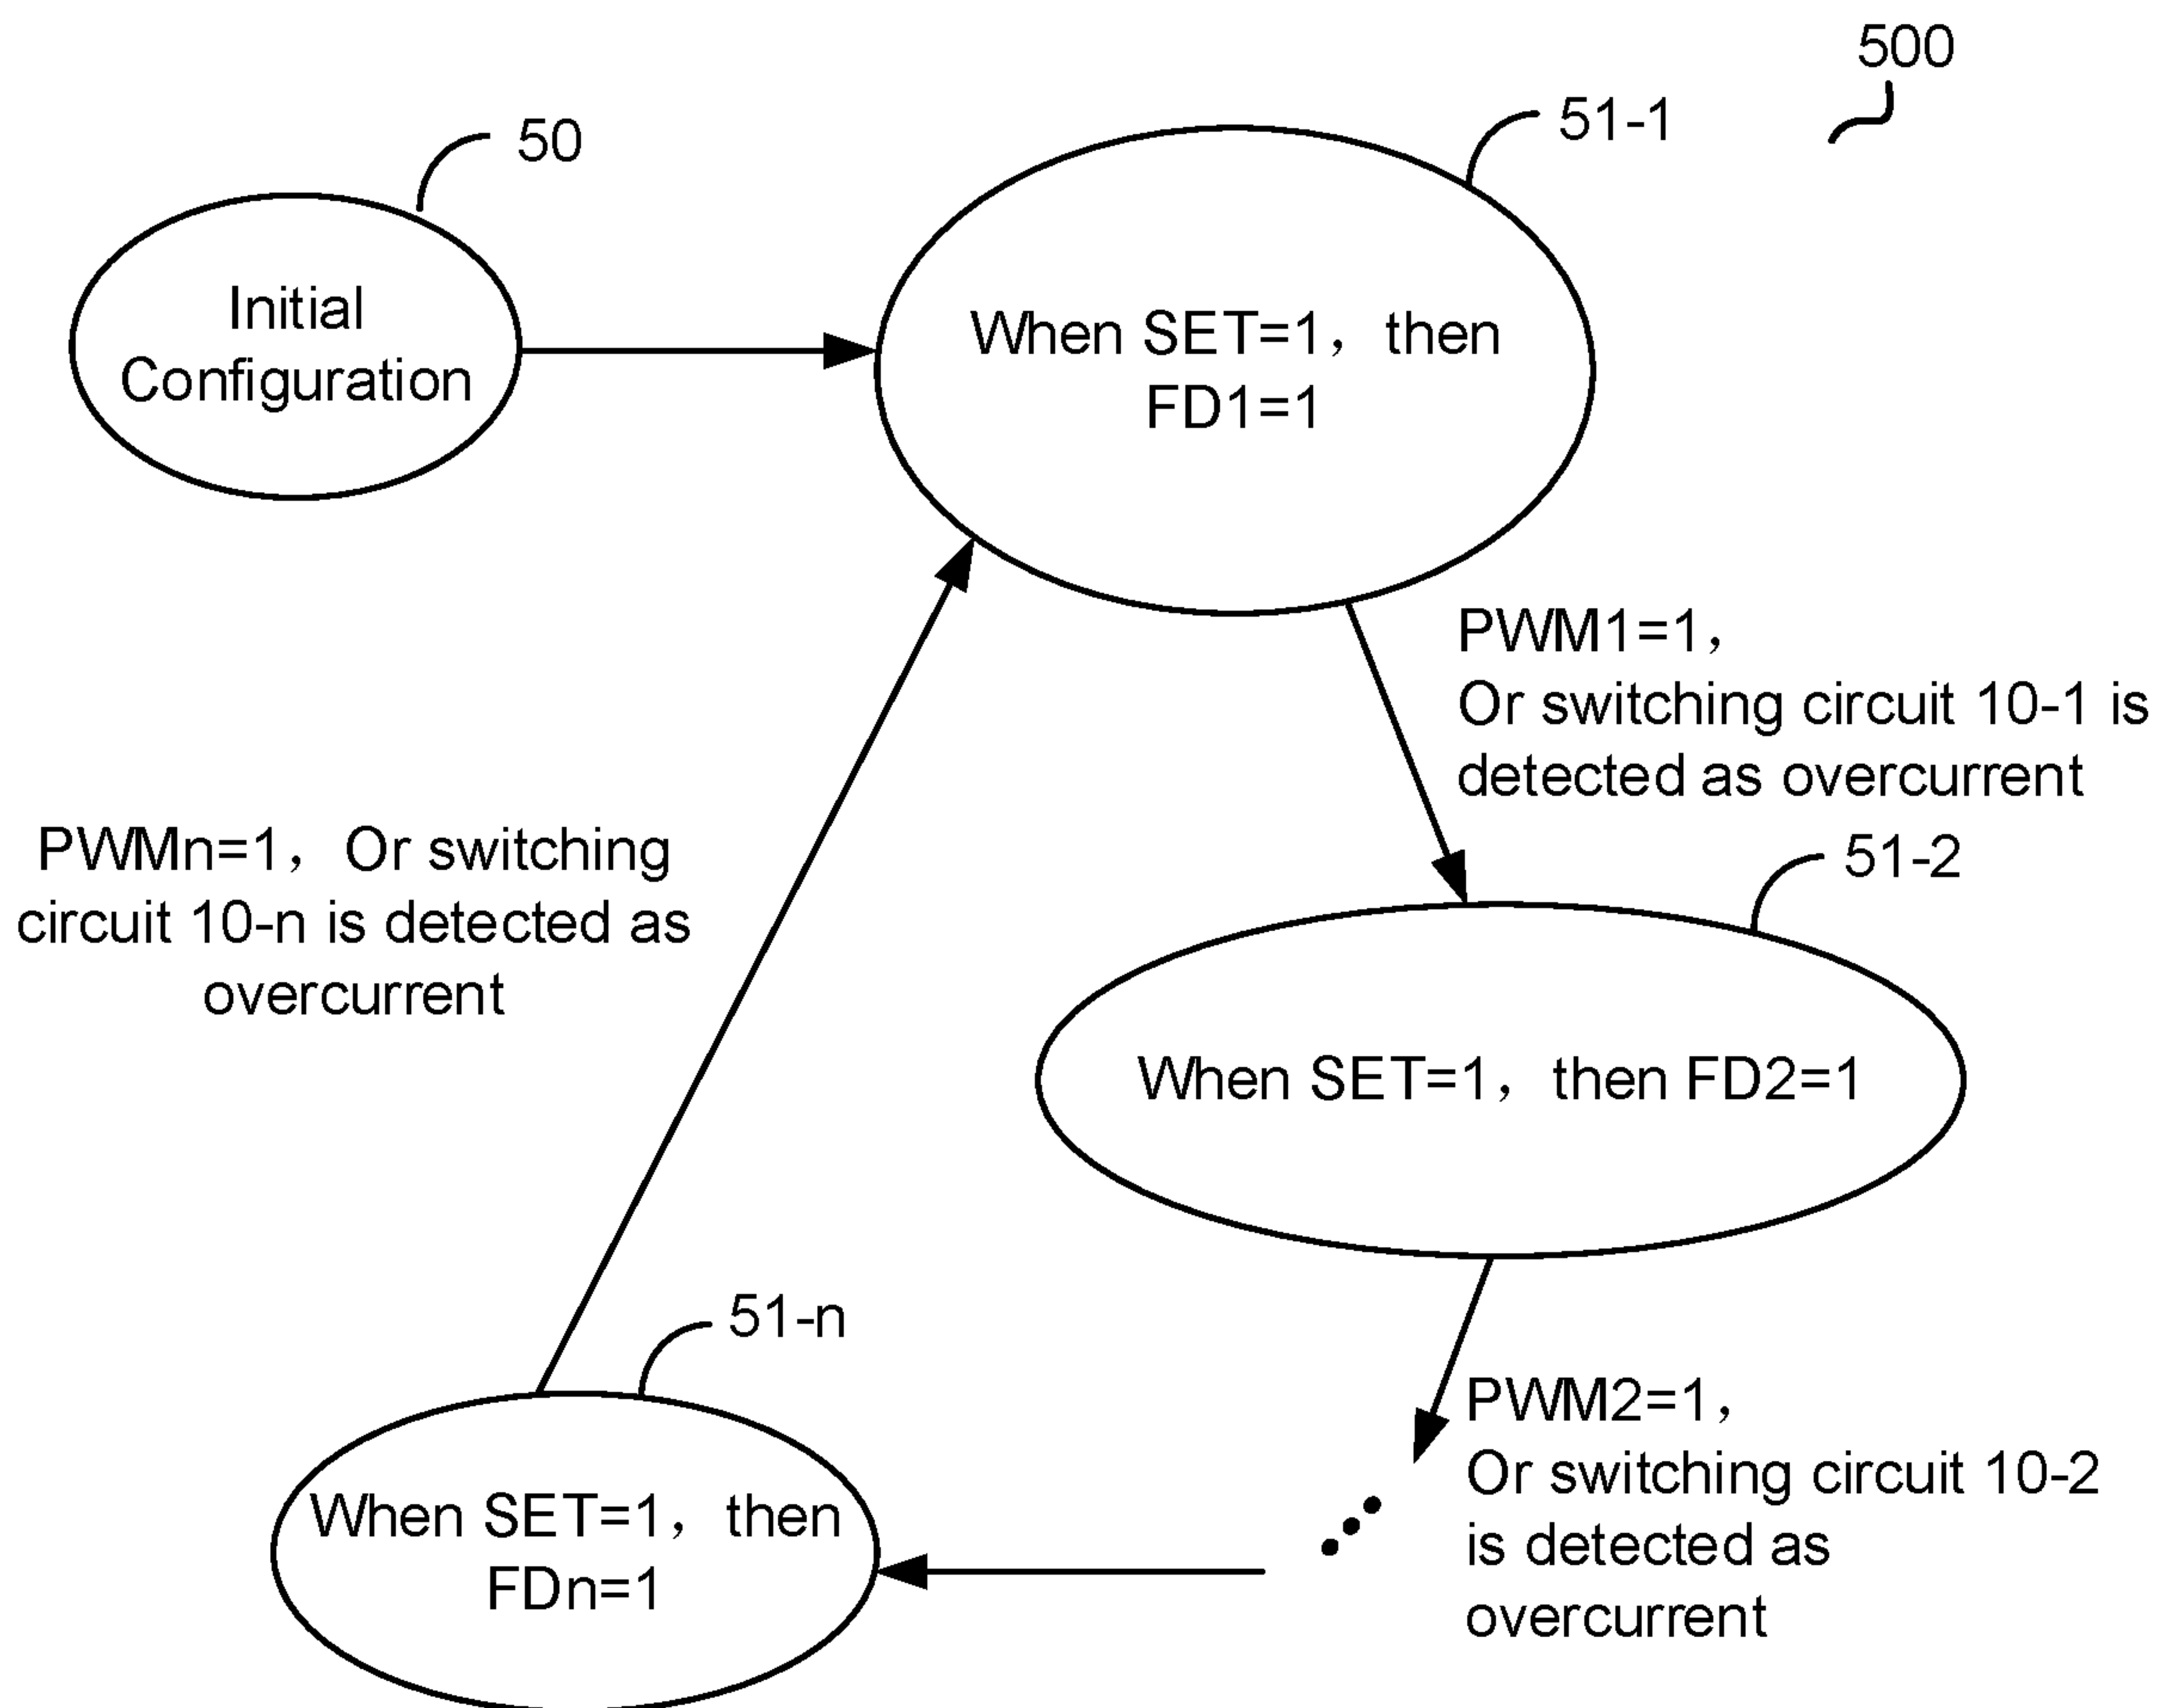 500
50
51-1
Initial
Configuration
When SET=1，then
FD1=1
PWM1=1，
Or switching circuit 10-1 is
detected as overcurrent
PWMn=1，Or switching
circuit 10-n is detected as
overcurrent
51-2
When SET=1，then FD2=1
51-n
PWM2=1，
Or switching circuit 10-2
is detected as
overcurrent
When SET=1，then
FDn=1